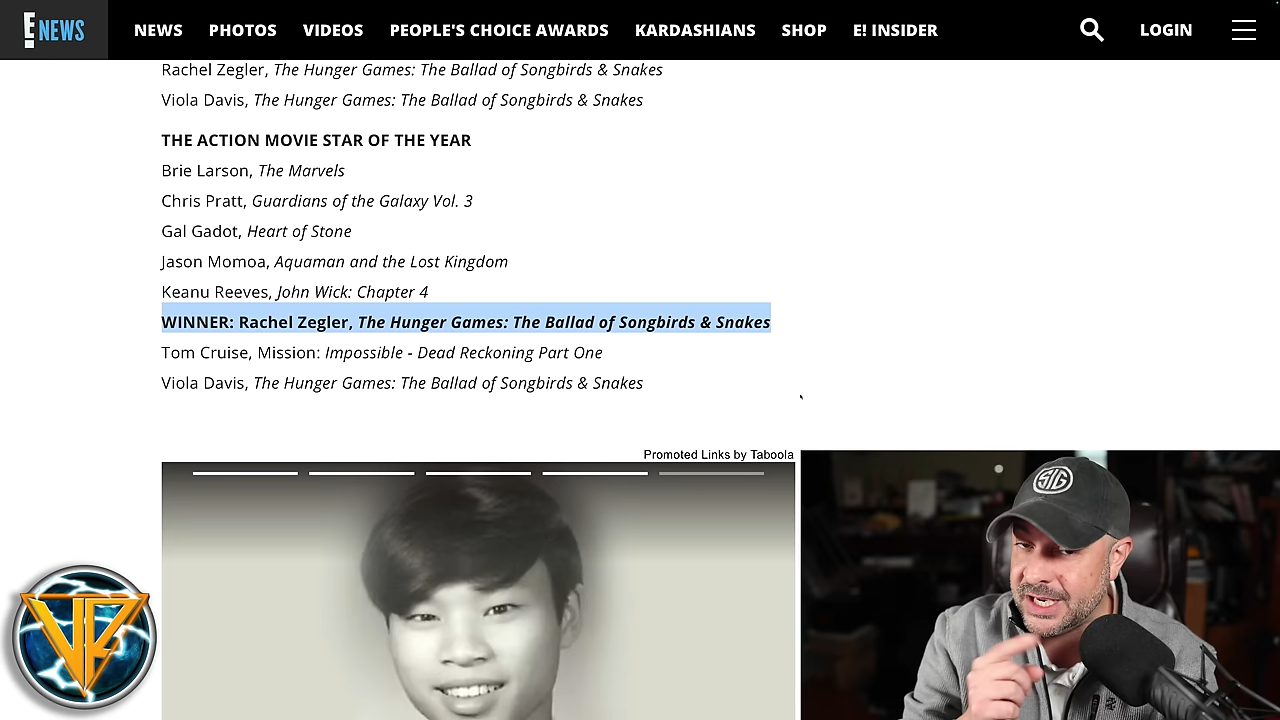 E! NEWS
NEWS PHOTOS VIDEOS PEOPLE'S CHOICE AWARDS KARDASHIANS SHOP E! INSIDER LOGIN
Rachel Zegler, The Hunger Games: The Ballad of Songbirds & Snakes
Viola Davis, The Hunger Games: The Ballad of Songbirds & Snakes
THE ACTION MOVIE STAR OF THE YEAR
Brie Larson, The Marvels
Chris Pratt, Guardians of the Galaxy Vol. 3
Gal Gadot, Heart of Stone
Jason Momoa, Aquaman and the Lost Kingdom
Keanu Reeves, John Wick: Chapter 4
WINNER: Rachel Zegler, The Hunger Games: The Ballad of Songbirds & Snakes
Tom Cruise, Mission: Impossible - Dead Reckoning Part One
Viola Davis, The Hunger Games: The Ballad of Songbirds & Snakes
Promoted Links by Taboola
SIG